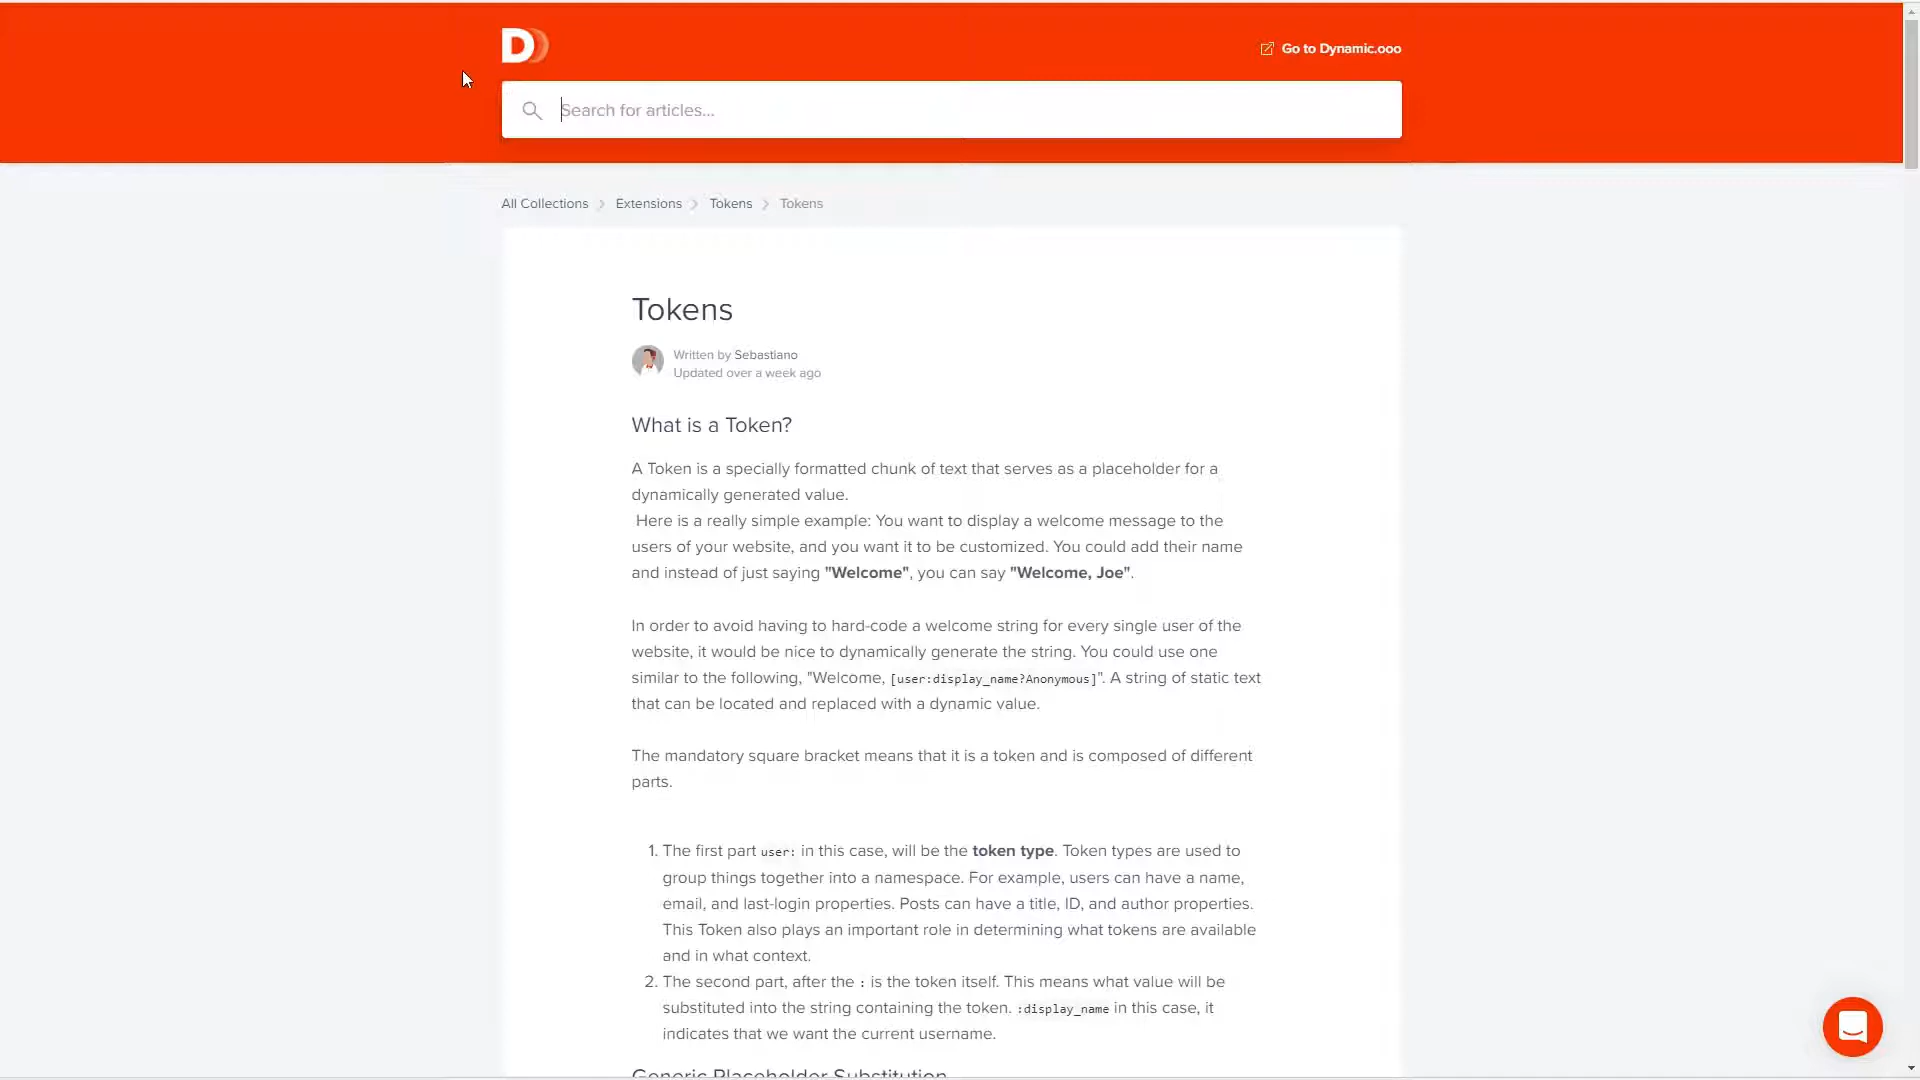 D
Go to Dynamic.ooo
Search for articles...
All Collections > Extensions > Tokens > Tokens
Tokens
Written by Sebastiano
Updated over a week ago
What is a Token?
A Token is a specially formatted chunk of text that serves as a placeholder for a
dynamically generated value.
Here is a really simple example: You want to display a welcome message to the
users of your website, and you want it to be customized. You could add their name
and instead of just saying "Welcome", you can say "Welcome, Joe".
In order to avoid having to hard-code a welcome string for every single user of the
website, it would be nice to dynamically generate the string. You could use one
similar to the following, "Welcome, [user:display_name?Anonymous]". A string of static text
that can be located and replaced with a dynamic value.
The mandatory square bracket means that it is a token and is composed of different
parts.
1. The first part user: in this case, will be the token type. Token types are used to
group things together into a namespace. For example, users can have a name,
email, and last-login properties. Posts can have a title, ID, and author properties.
This Token also plays an important role in determining what tokens are available
and in what context.
2. The second part, after the : is the token itself. This means what value will be
substituted into the string containing the token. :display_name in this case, it
indicates that we want the current username.
Generic Placeholder Substitution